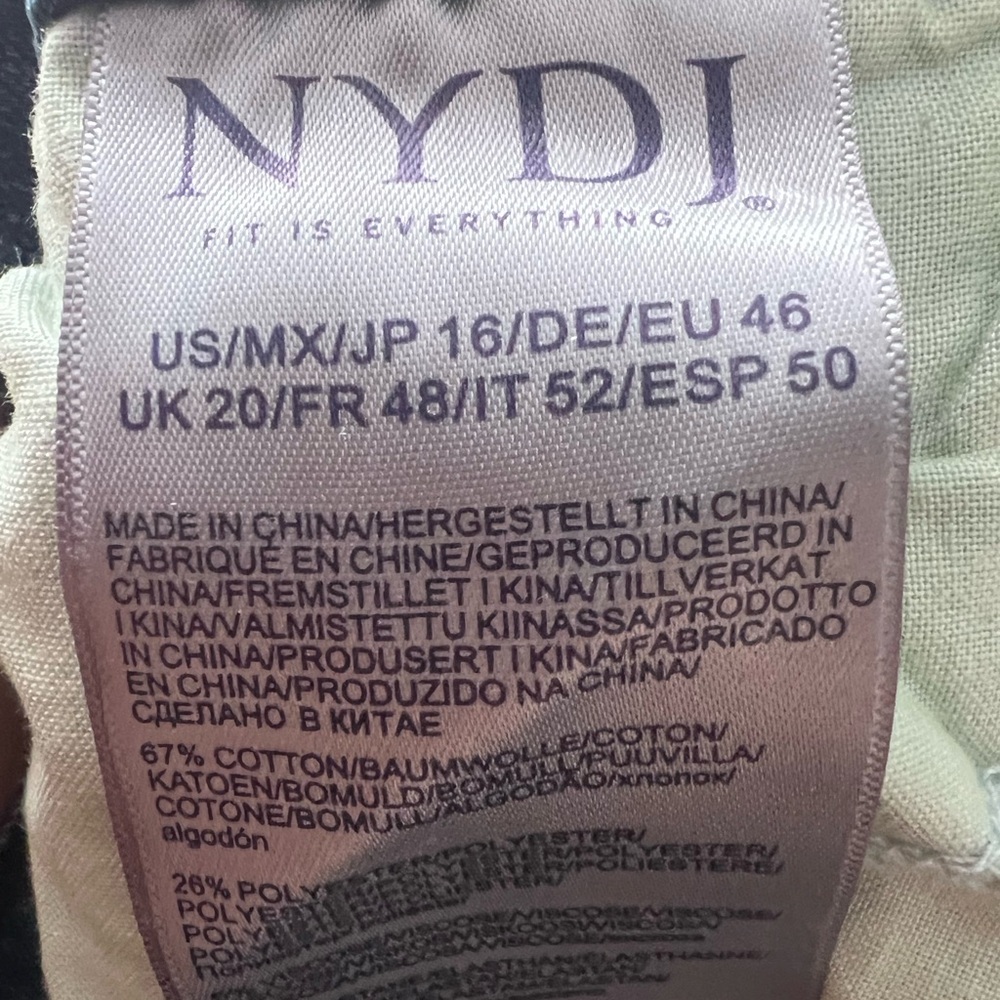 NYDJ®
FIT IS EVERYTHING
US/MX/JP 16/DE/EU 46
UK 20/FR 48/IT 52/ESP 50
MADE IN CHINA/HERGESTELLT IN CHINA/
FABRIQUÉ EN CHINE/GEPRODUCEERD IN
CHINA/FREMSTILLET I KINA/TILLVERKAT
I KINA/VALMISTETTU KIINASSA/PRODOTTO
IN CHINA/PRODUSERT I KINA/FABRICADO
EN CHINA/PRODUZIDO NA CHINA/
СДЕЛАНО В КИТАЕ
67% COTTON/BAUMWOLLE/COTON/
KATOEN/BOMULD/BOMULL/PUUVILLA/
COTONE/BOMULL/ALGODÃO/хлопок/
algodón
26% POLYESTER/POLYESTER/